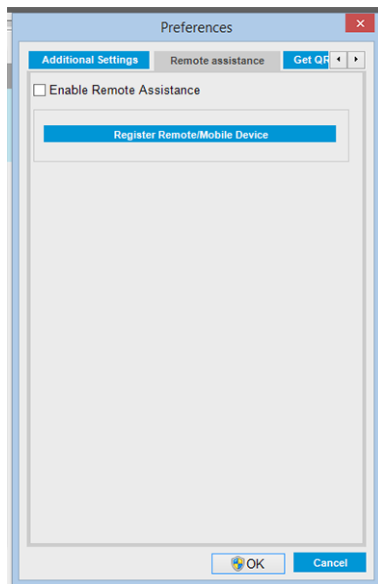 Preferences
Additional Settings Remote assistance Get QR
Enable Remote Assistance
Register Remote/Mobile Device
OK Cancel